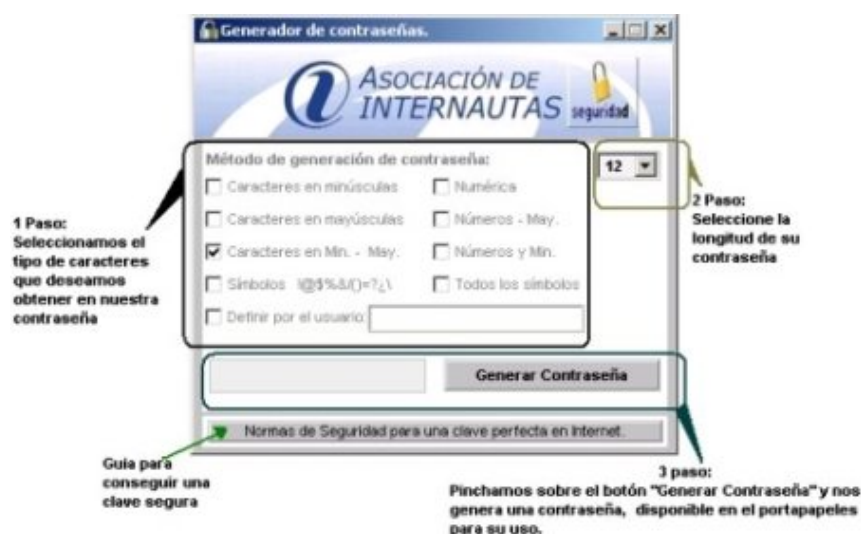 Generador de contraseñas.
ASOCIACIÓN DE
INTERNAUTAS
seguridad
Método de generación de contraseña:
12
Caracteres en minúsculas
Numérica
Caracteres en mayúsculas
Números - May.
Caracteres en Min. - May.
Números y Min.
Símbolos \@$%&/()=?¿\
Todos los símbolos
Definir por el usuario:
Generar Contraseña
Normas de Seguridad para una clave perfecta en Internet.
1 Paso:
Seleccionamos el
tipo de caracteres
que deseamos
obtener en nuestra
contraseña
2 Paso:
Seleccione la
longitud de su
contraseña
Guia para
conseguir una
clave segura
3 paso:
Pinchamos sobre el botón "Generar Contraseña" y nos
genera una contraseña, disponible en el portapapeles
para su uso.